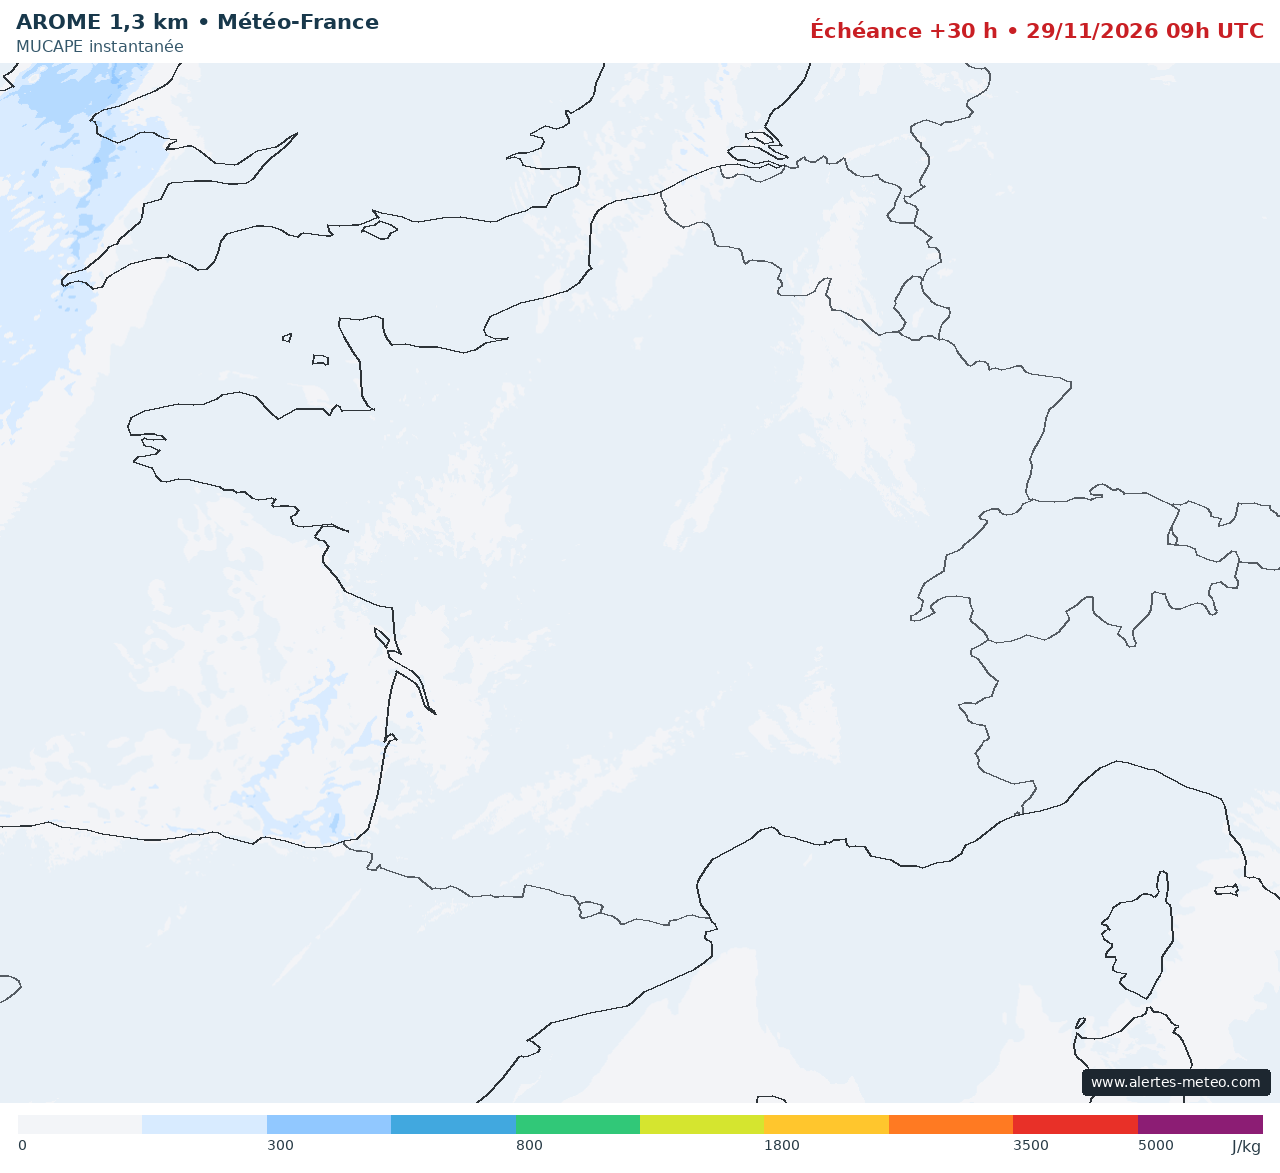 AROME 1,3 km • Météo-France
MUCAPE instantanée
Échéance +30 h • 29/11/2026 09h UTC
www.alertes-meteo.com
0 300 800 1800 3500 5000 J/kg